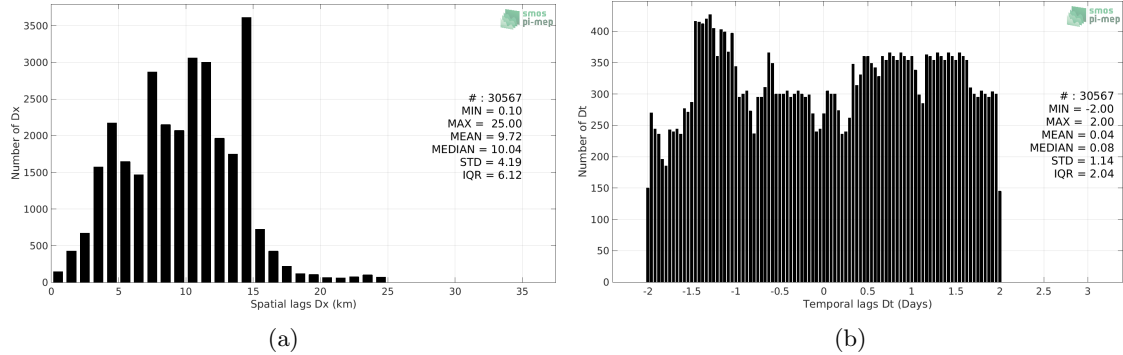 3500
3000
2500
2000
1500
1000
500
0
Number of Dx
0
5
10
15
20
25
30
35
Spatial lags Dx (km)
smos
pi-mep
# : 30567
MIN = 0.10
MAX = 25.00
MEAN = 9.72
MEDIAN = 10.04
STD = 4.19
IQR = 6.12
(a)
400
350
300
250
200
150
100
50
0
Number of Dt
-2
-1.5
-1
-0.5
0
0.5
1
1.5
2
2.5
3
Temporal lags Dt (Days)
smos
pi-mep
# : 30567
MIN = -2.00
MAX = 2.00
MEAN = 0.04
MEDIAN = 0.08
STD = 1.14
IQR = 2.04
(b)